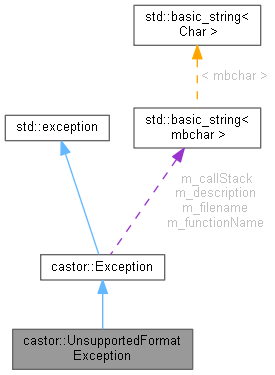 std::basic_string<
Char >
< mbchar >
std::exception
std::basic_string<
mbchar >
m_callStack
m_description
m_filename
m_functionName
castor::Exception
castor::UnsupportedFormat
Exception